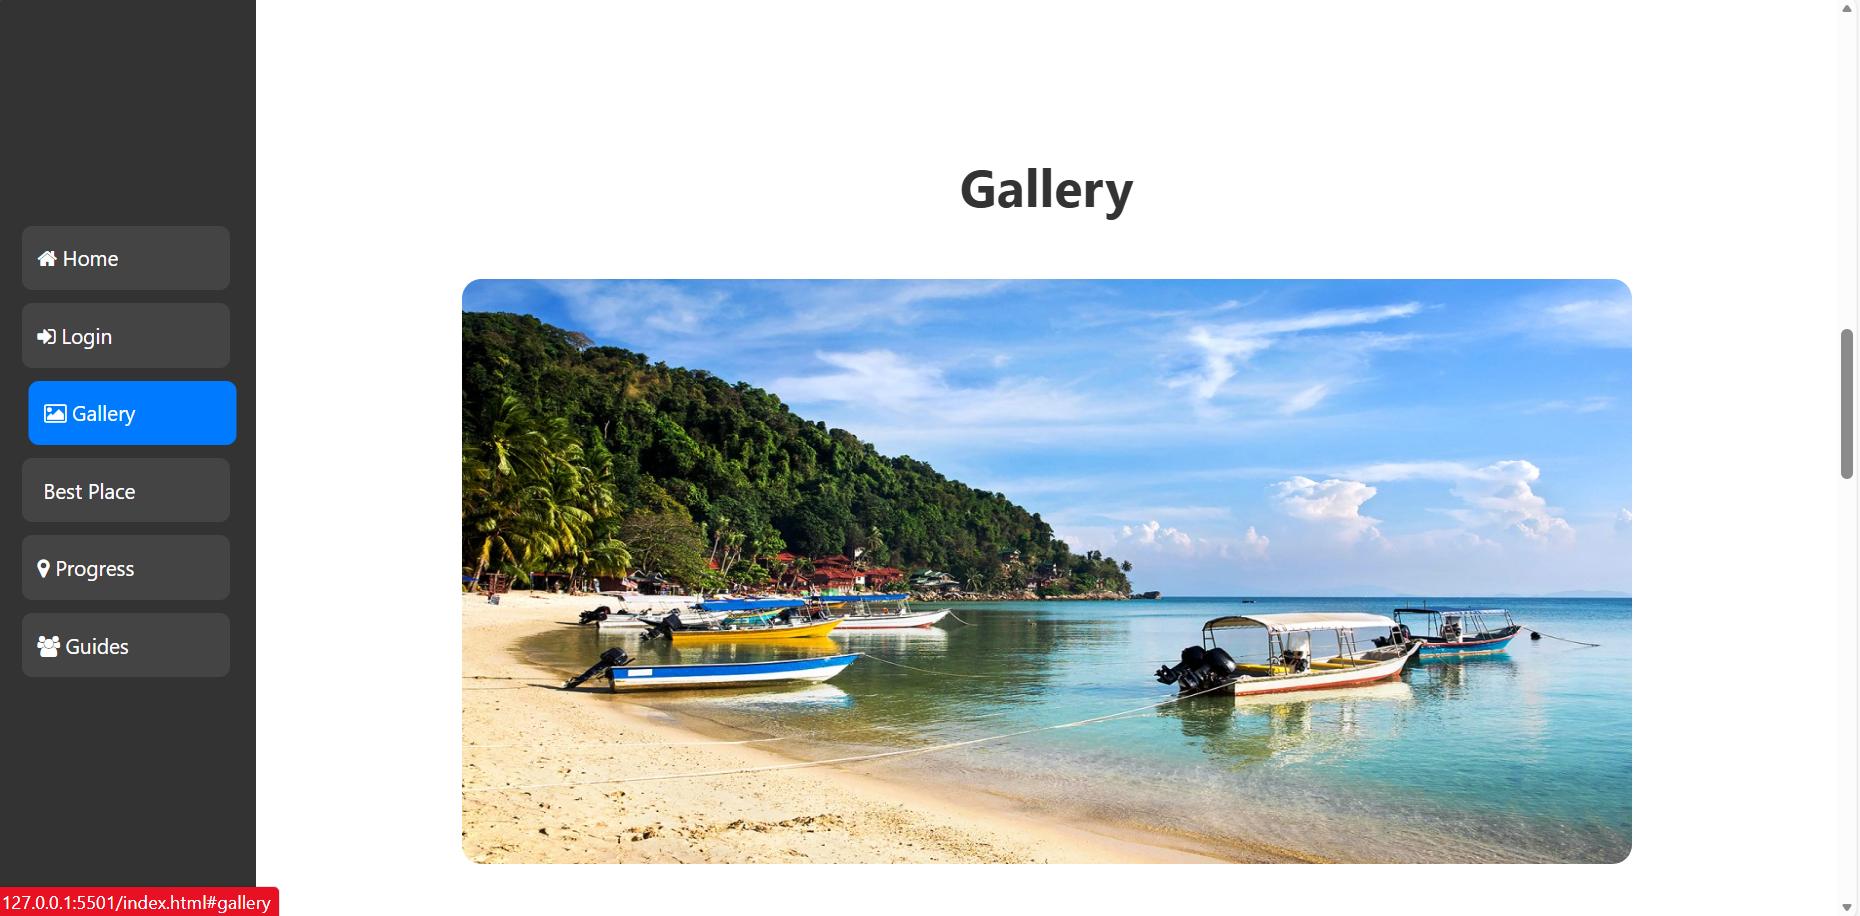 Home
Login
Gallery
Best Place
Progress
Guides
Gallery
127.0.0.1:5501/index.html#gallery